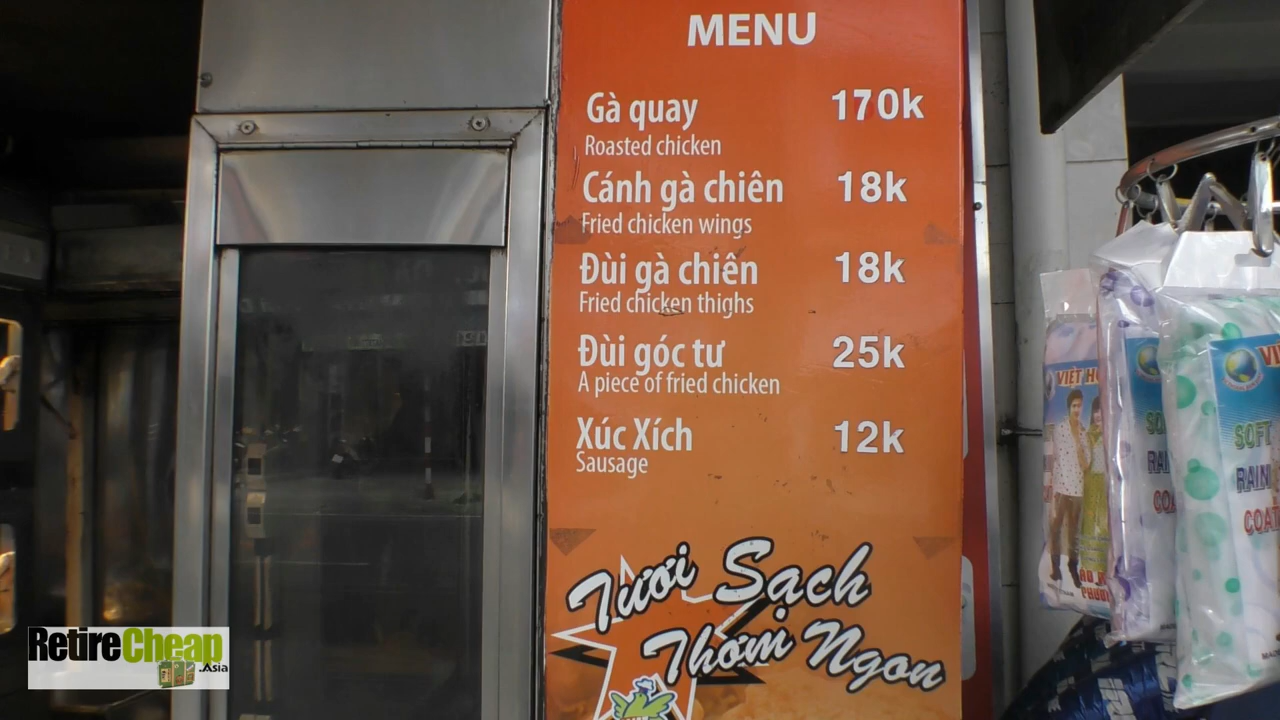 MENU
Gà quay 170k
Roasted chicken
Cánh gà chiên 18k
Fried chicken wings
Đùi gà chiên 18k
Fried chicken thighs
Đùi góc tư 25k
A piece of fried chicken
Xúc Xích 12k
Sausage
Tươi Sạch
Thơm Ngon
VIỆT
SOFT
RAIN
COAT
RetireCheap
.Asia